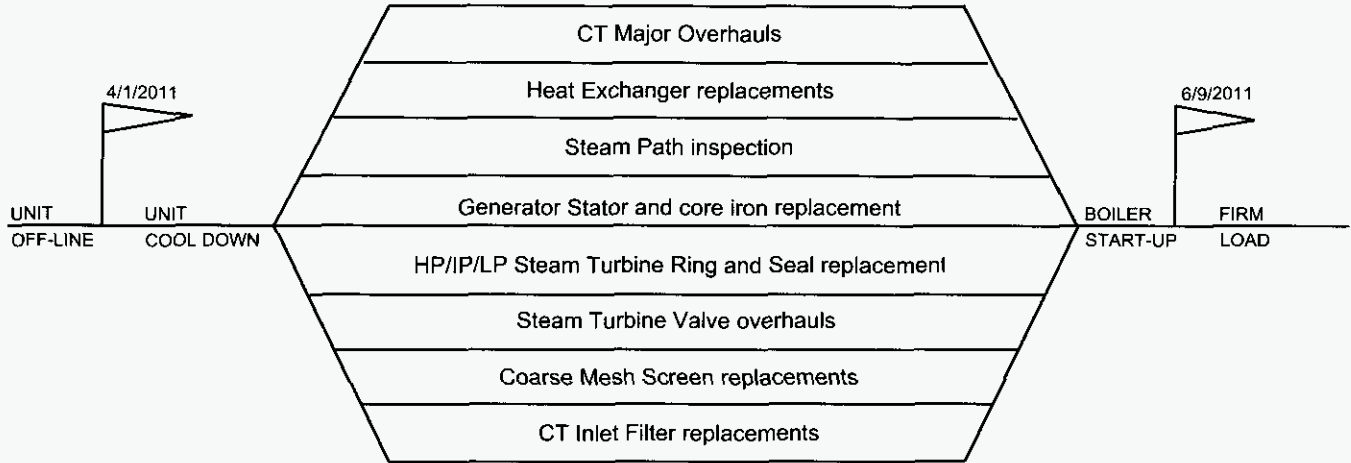 CT Major Overhauls
Heat Exchanger replacements
Steam Path inspection
Generator Stator and core iron replacement
HP/IP/LP Steam Turbine Ring and Seal replacement
Steam Turbine Valve overhauls
Coarse Mesh Screen replacements
CT Inlet Filter replacements
4/1/2011
UNIT
OFF-LINE
UNIT
COOL DOWN
6/9/2011
BOILER
START-UP
FIRM
LOAD